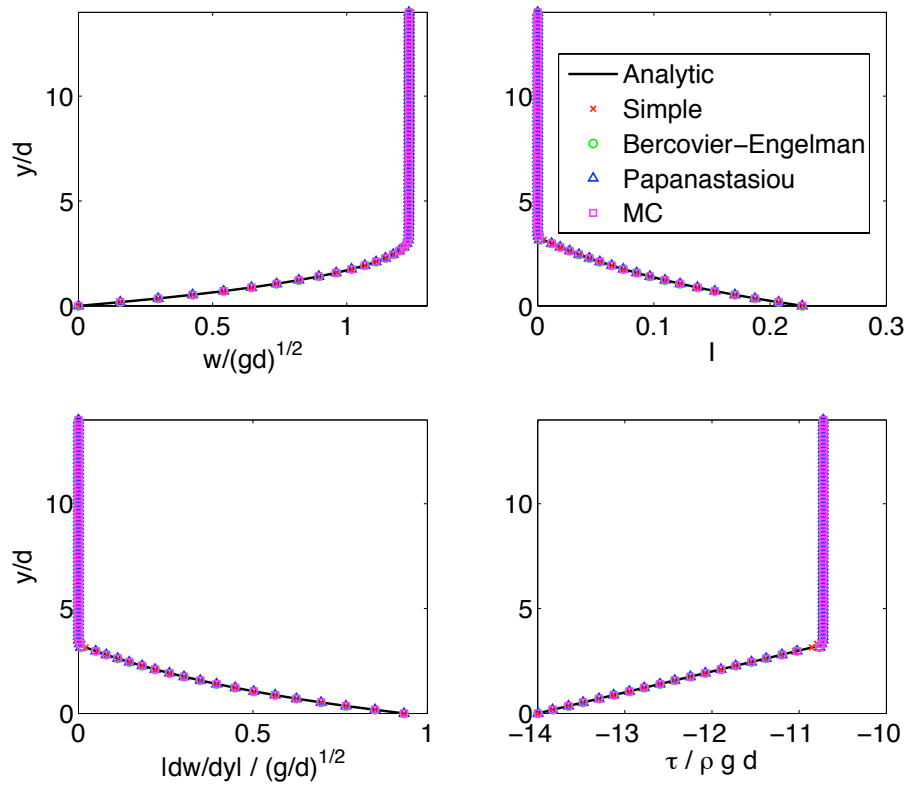 10
5
0
y/d
0
0.5
1
w/(gd)^1/2
10
5
0
0
0.1
0.2
0.3
I
Analytic
Simple
Bercovier−Engelman
Papanastasiou
MC
10
5
0
y/d
0
0.5
1
|dw/dy| / (g/d)^1/2
10
5
0
−14
−13
−12
−11
−10
τ / ρ g d